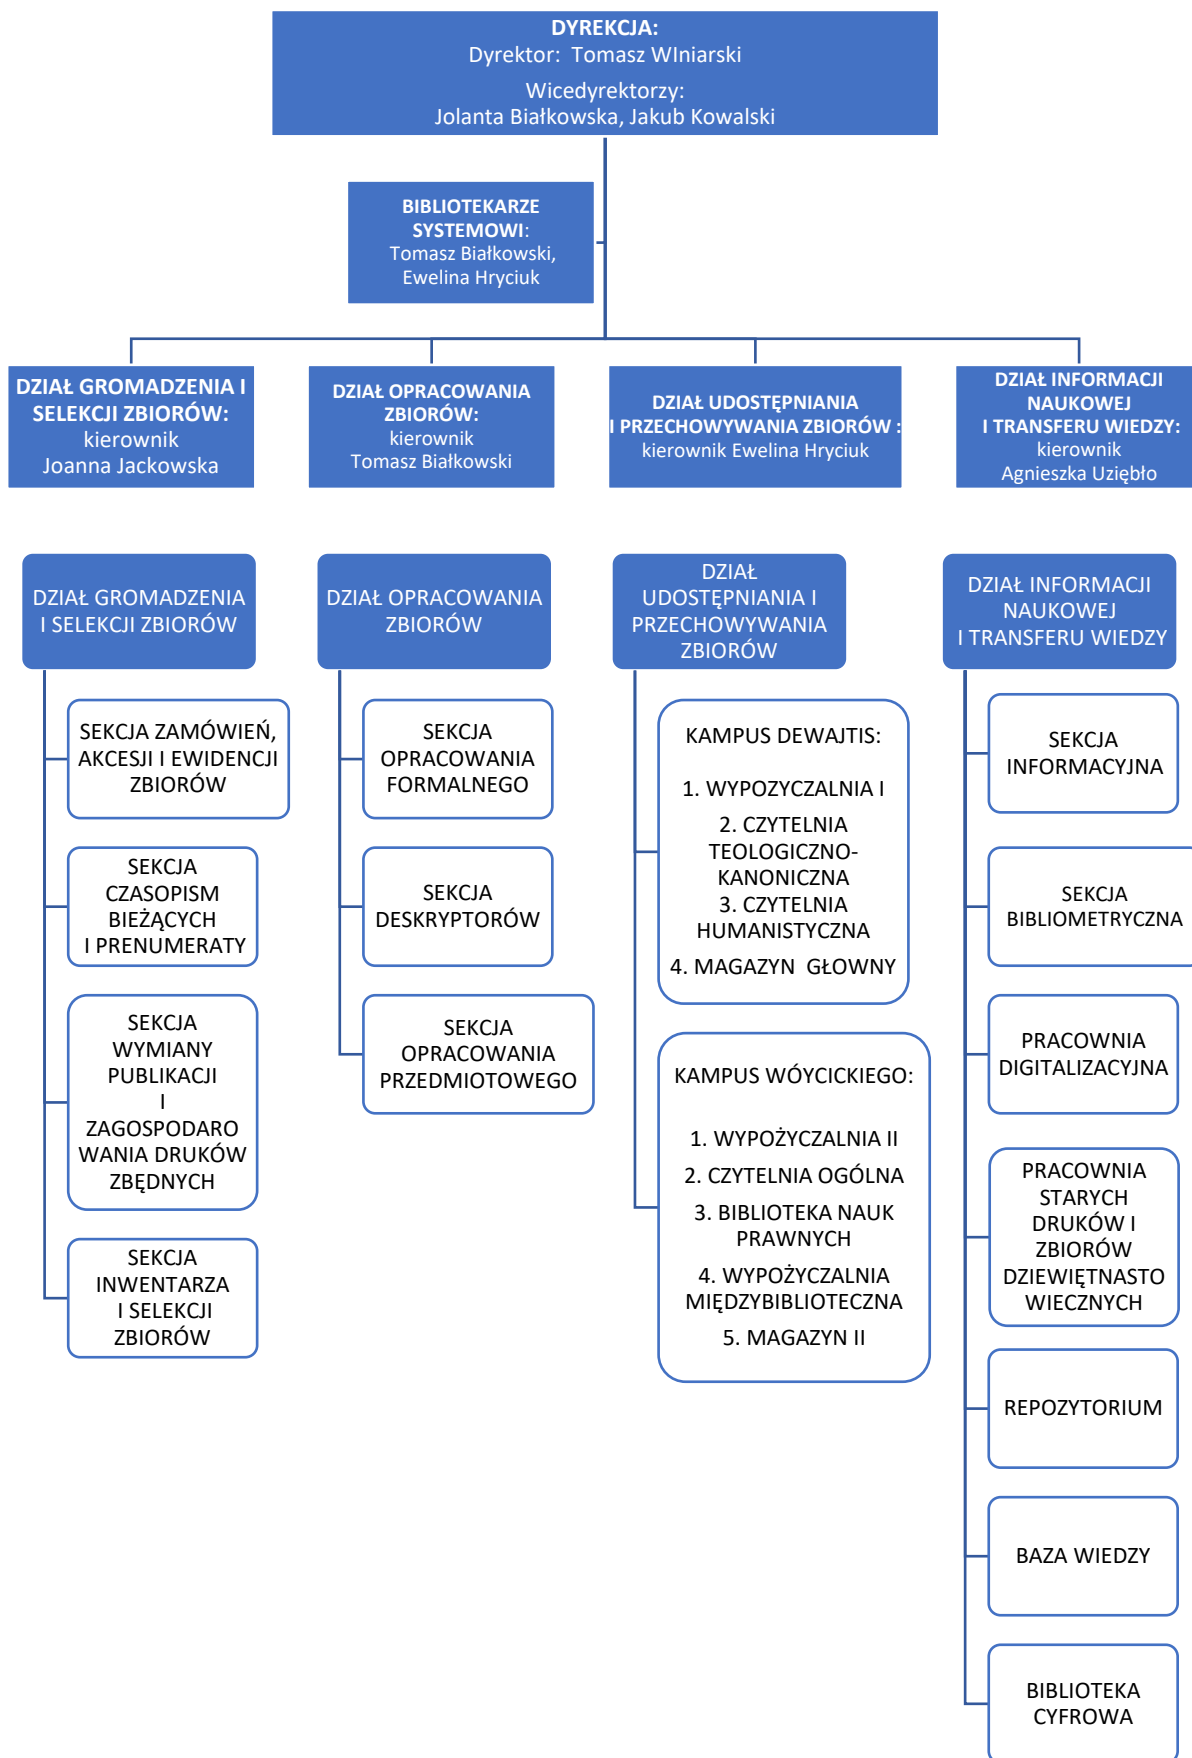 DYREKCJA:
Dyrektor: Tomasz WIniarski
Wicedyrektorzy:
Jolanta Białkowska, Jakub Kowalski
BIBLIOTEKARZE
SYSTEMOWI:
Tomasz Białkowski,
Ewelina Hryciuk
DZIAŁ GROMADZENIA I
SELEKCJI ZBIORÓW:
kierownik
Joanna Jackowska
DZIAŁ OPRACOWANIA
ZBIORÓW:
kierownik
Tomasz Białkowski
DZIAŁ UDOSTĘPNIANIA
I PRZECHOWYWANIA ZBIORÓW :
kierownik Ewelina Hryciuk
DZIAŁ INFORMACJI
NAUKOWEJ
I TRANSFERU WIEDZY:
kierownik
Agnieszka Uziębło
DZIAŁ GROMADZENIA
I SELEKCJI ZBIORÓW
SEKCJA ZAMÓWIEŃ,
AKCESJI I EWIDENCJI
ZBIORÓW
SEKCJA
CZASOPISM
BIEŻĄCYCH
I PRENUMERATY
SEKCJA
WYMIANY
PUBLIKACJI
I
ZAGOSPODARO
WANIA DRUKÓW
ZBĘDNYCH
SEKCJA
INWENTARZA
I SELEKCJI
ZBIORÓW
DZIAŁ OPRACOWANIA
ZBIORÓW
SEKCJA
OPRACOWANIA
FORMALNEGO
SEKCJA
DESKRYPTORÓW
SEKCJA
OPRACOWANIA
PRZEDMIOTOWEGO
DZIAŁ
UDOSTĘPNIANIA I
PRZECHOWYWANIA
ZBIORÓW
KAMPUS DEWAJTIS:
1. WYPOZYCZALNIA I
2. CZYTELNIA
TEOLOGICZNO-
KANONICZNA
3. CZYTELNIA
HUMANISTYCZNA
4. MAGAZYN GŁOWNY
KAMPUS WÓYCICKIEGO:
1. WYPOŻYCZALNIA II
2. CZYTELNIA OGÓLNA
3. BIBLIOTEKA NAUK
PRAWNYCH
4. WYPOŻYCZALNIA
MIĘDZYBIBLIOTECZNA
5. MAGAZYN II
DZIAŁ INFORMACJI
NAUKOWEJ
I TRANSFERU WIEDZY
SEKCJA
INFORMACYJNA
SEKCJA
BIBLIOMETRYCZNA
PRACOWNIA
DIGITALIZACYJNA
PRACOWNIA
STARYCH
DRUKÓW I
ZBIORÓW
DZIEWIĘTNASTO
WIECZNYCH
REPOZYTORIUM
BAZA WIEDZY
BIBLIOTEKA
CYFROWA